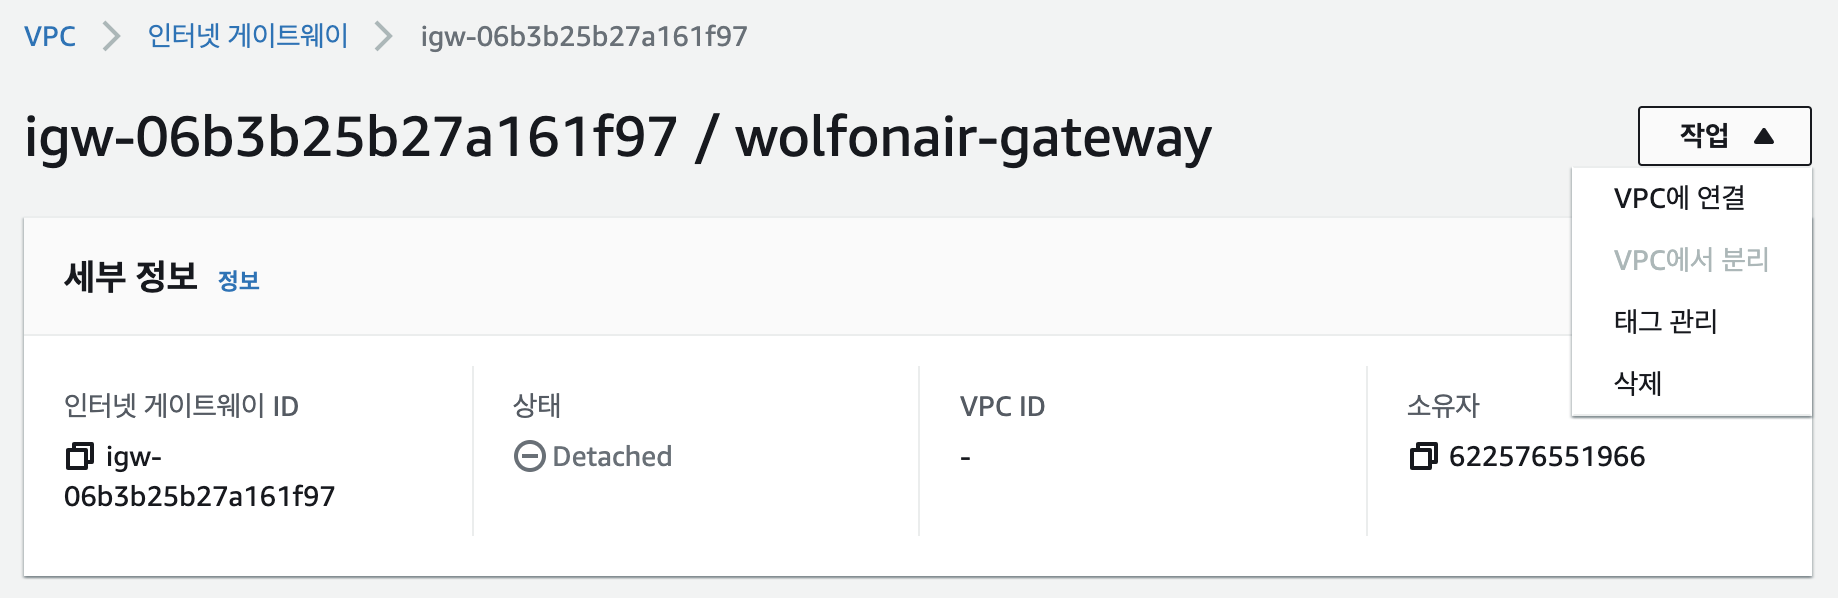 VPC > 인터넷 게이트웨이 > igw-06b3b25b27a161f97
igw-06b3b25b27a161f97 / wolfonair-gateway
작업 ▲
VPC에 연결
VPC에서 분리
태그 관리
삭제
세부 정보 정보
인터넷 게이트웨이 ID
igw-
06b3b25b27a161f97
상태
Detached
VPC ID
-
소유자
622576551966